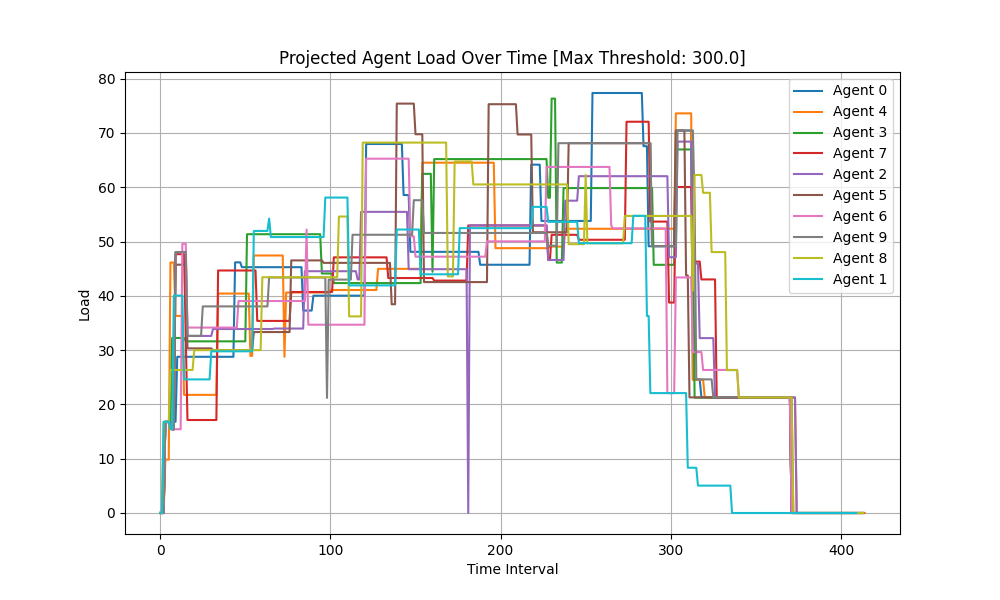 Projected Agent Load Over Time [Max Threshold: 300.0]
Load
80
70
60
50
40
30
20
10
0
0
100
200
300
400
Time Interval
Agent 0
Agent 4
Agent 3
Agent 7
Agent 2
Agent 5
Agent 6
Agent 9
Agent 8
Agent 1